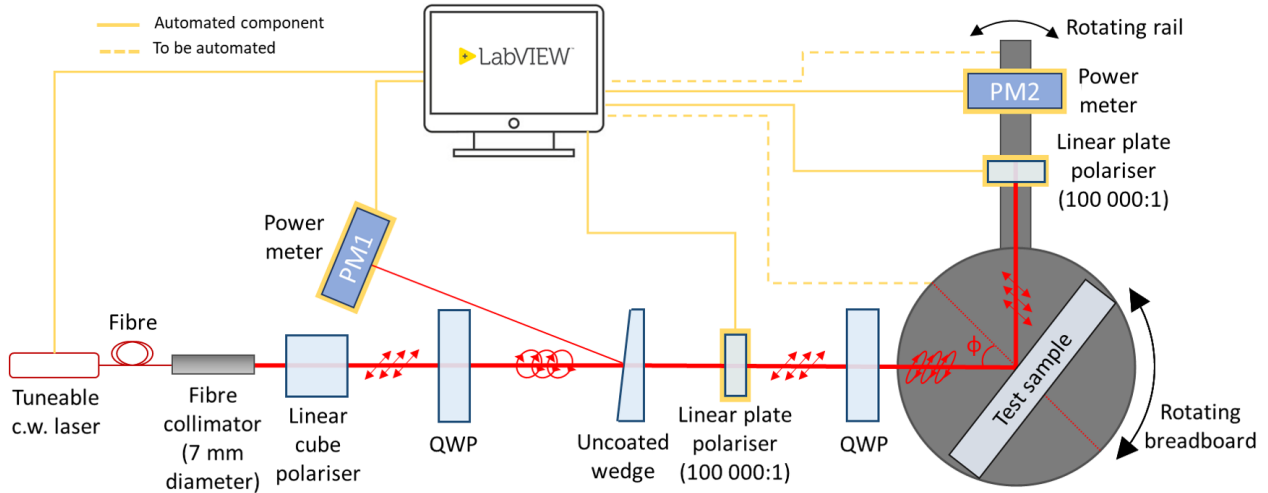 Automated component
To be automated
LabVIEW™
Rotating rail
PM2
Power
meter
Linear plate
polariser
(100 000:1)
Power
meter
PM1
Fibre
Tuneable
c.w. laser
Fibre
collimator
(7 mm
diameter)
Linear
cube
polariser
QWP
Uncoated
wedge
Linear plate
polariser
(100 000:1)
QWP
ϕ
Test sample
Rotating
breadboard